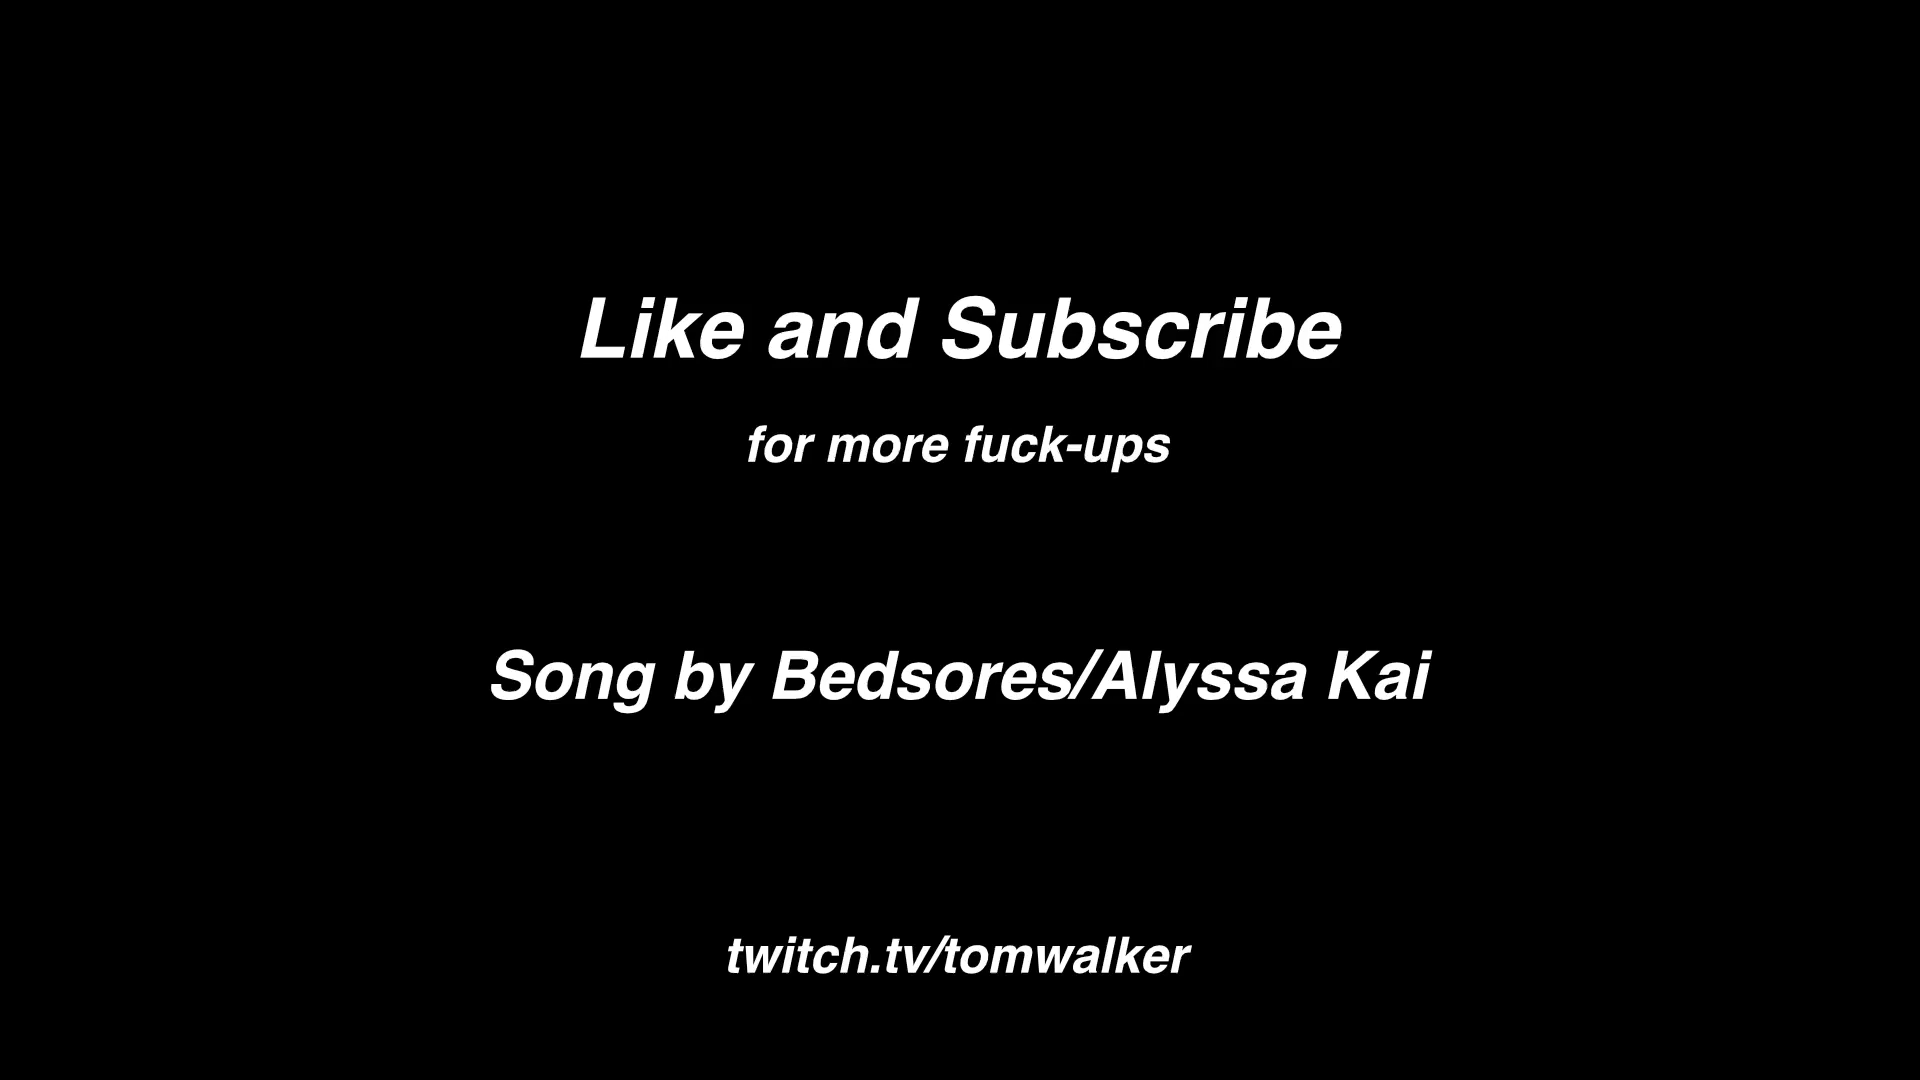 Like and Subscribe
for more fuck-ups
Song by Bedsores/Alyssa Kai
twitch.tv/tomwalker